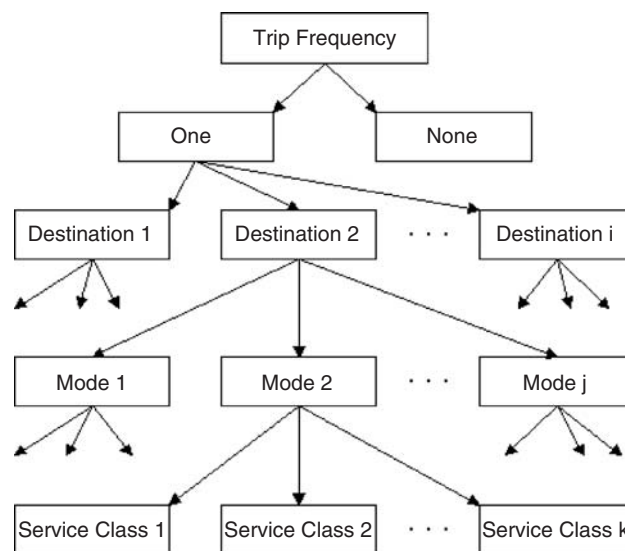 Trip Frequency
One
None
Destination 1
Destination 2
. . .
Destination i
Mode 1
Mode 2
. . .
Mode j
Service Class 1
Service Class 2
. . .
Service Class k